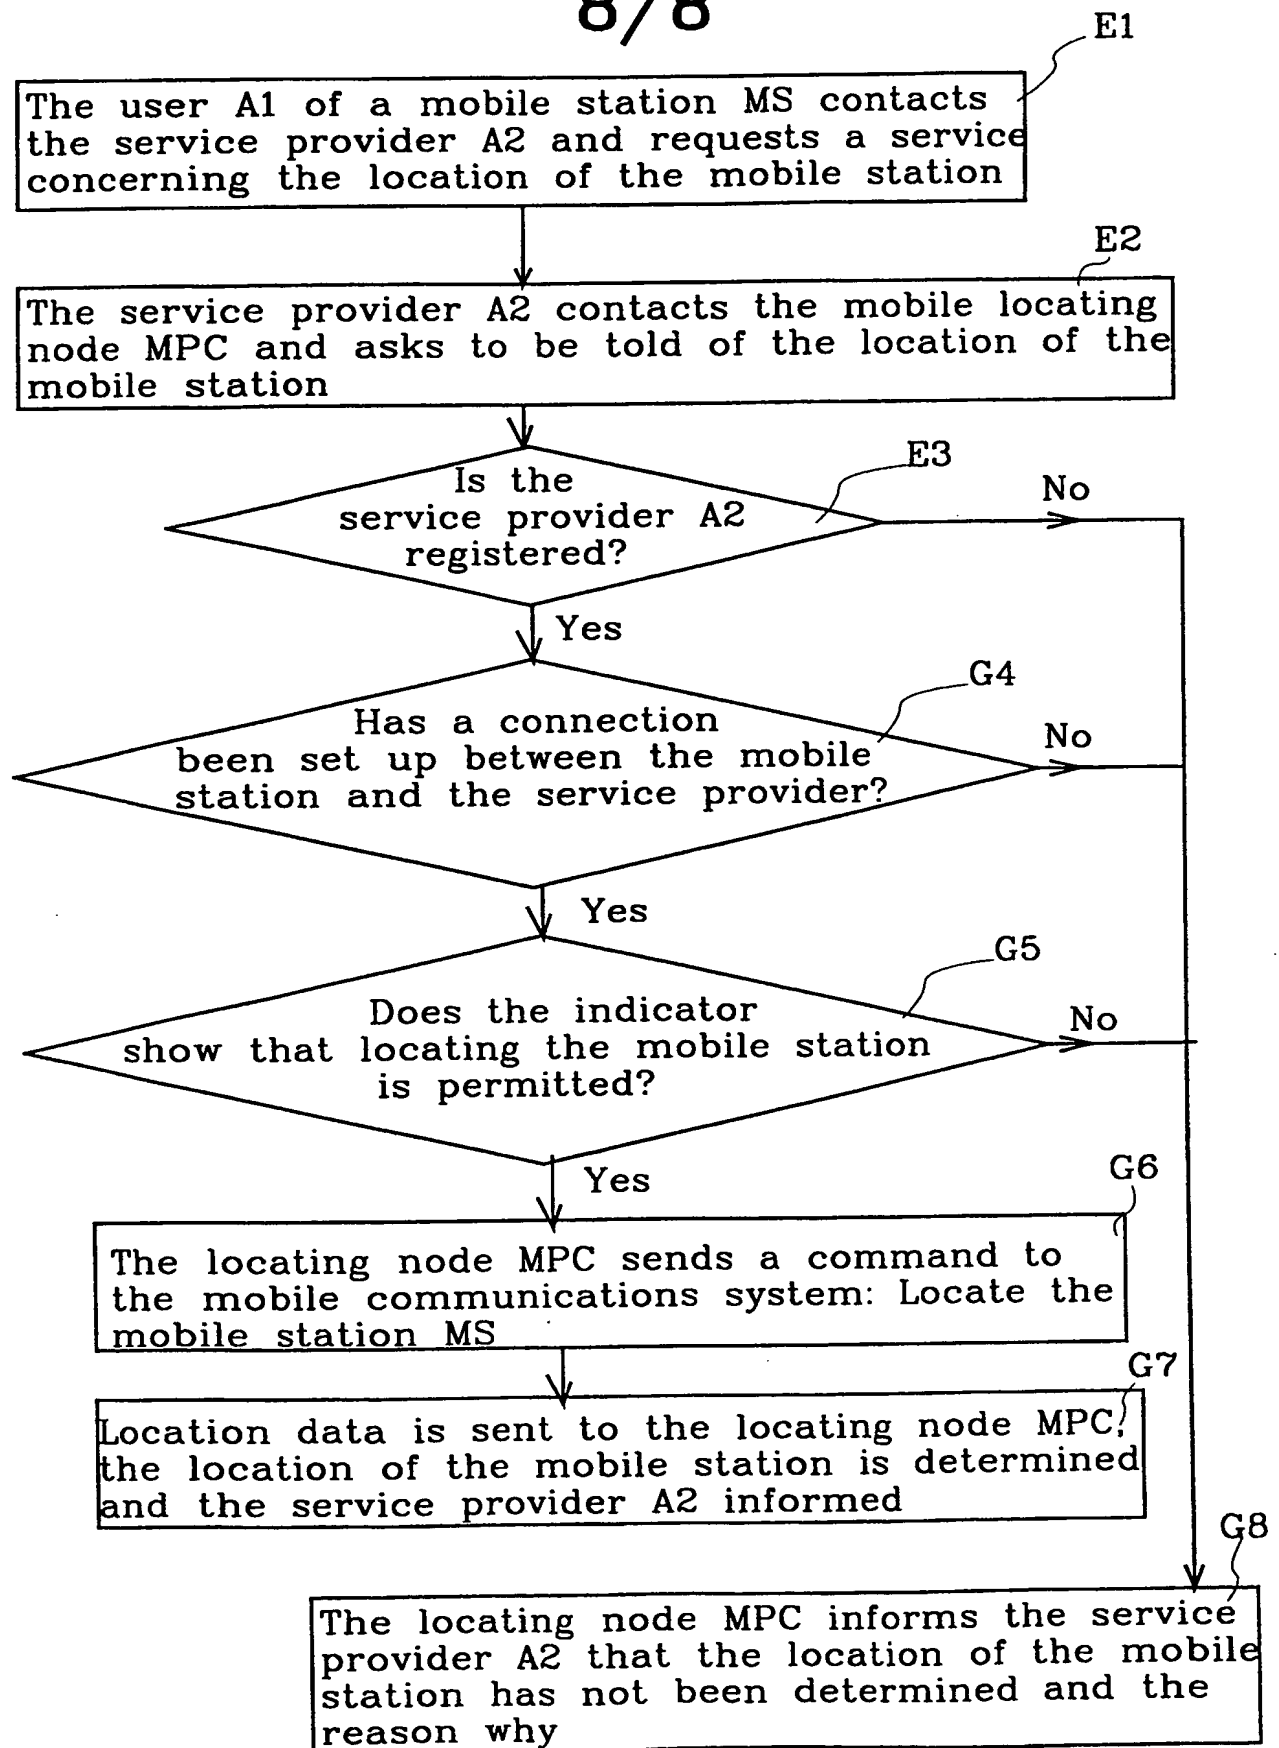 8/8
E1
The user A1 of a mobile station MS contacts
the service provider A2 and requests a service
concerning the location of the mobile station
E2
The service provider A2 contacts the mobile locating
node MPC and asks to be told of the location of the
mobile station
E3
Is the
service provider A2
registered?
No
Yes
G4
Has a connection
been set up between the mobile
station and the service provider?
No
Yes
G5
Does the indicator
show that locating the mobile station
is permitted?
No
Yes
G6
The locating node MPC sends a command to
the mobile communications system: Locate the
mobile station MS
G7
Location data is sent to the locating node MPC,
the location of the mobile station is determined
and the service provider A2 informed
G8
The locating node MPC informs the service
provider A2 that the location of the mobile
station has not been determined and the
reason why